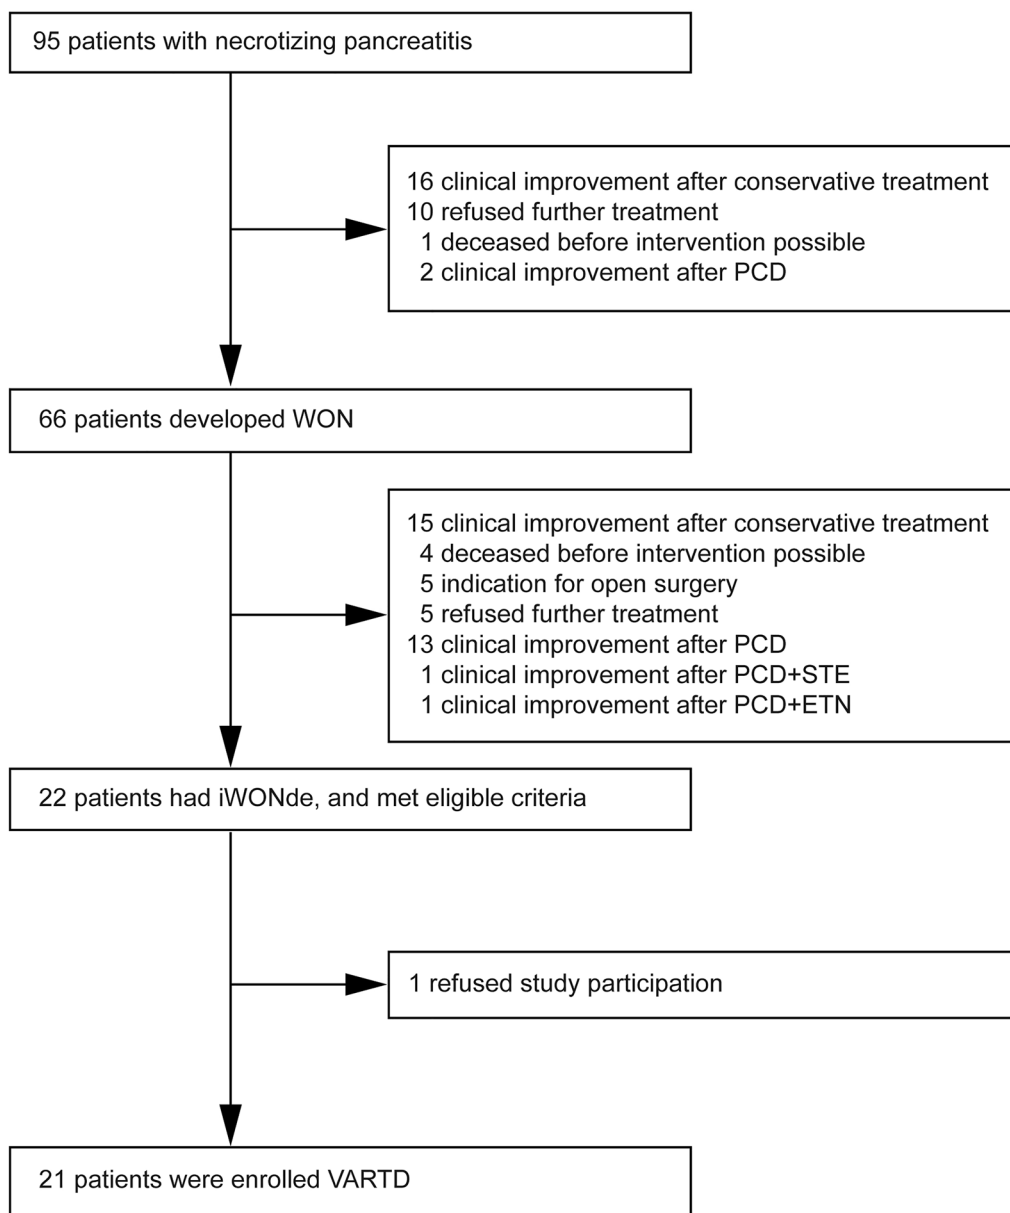 95 patients with necrotizing pancreatitis
16 clinical improvement after conservative treatment
10 refused further treatment
1 deceased before intervention possible
2 clinical improvement after PCD
66 patients developed WON
15 clinical improvement after conservative treatment
4 deceased before intervention possible
5 indication for open surgery
5 refused further treatment
13 clinical improvement after PCD
1 clinical improvement after PCD+STE
1 clinical improvement after PCD+ETN
22 patients had iWONde, and met eligible criteria
1 refused study participation
21 patients were enrolled VARTD